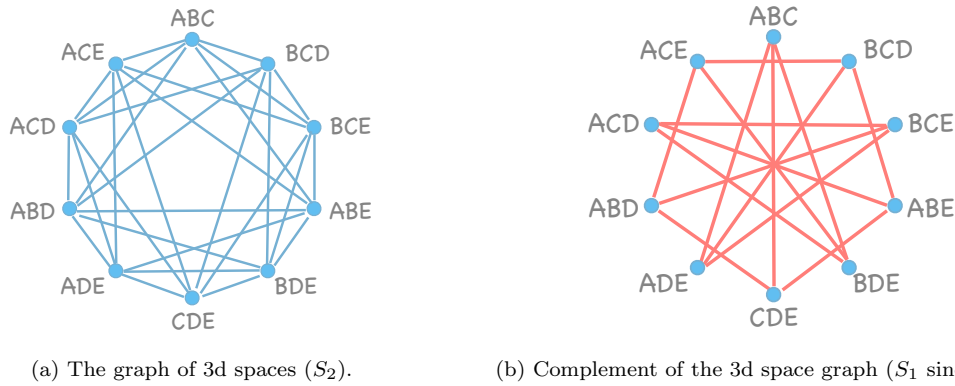 ABC
ACE
BCD
ACD
BCE
ABD
ABE
ADE
BDE
CDE
(a) The graph of 3d spaces (S₂).
ABC
ACE
BCD
ACD
BCE
ABD
ABE
ADE
BDE
CDE
(b) Complement of the 3d space graph (S₁ sin